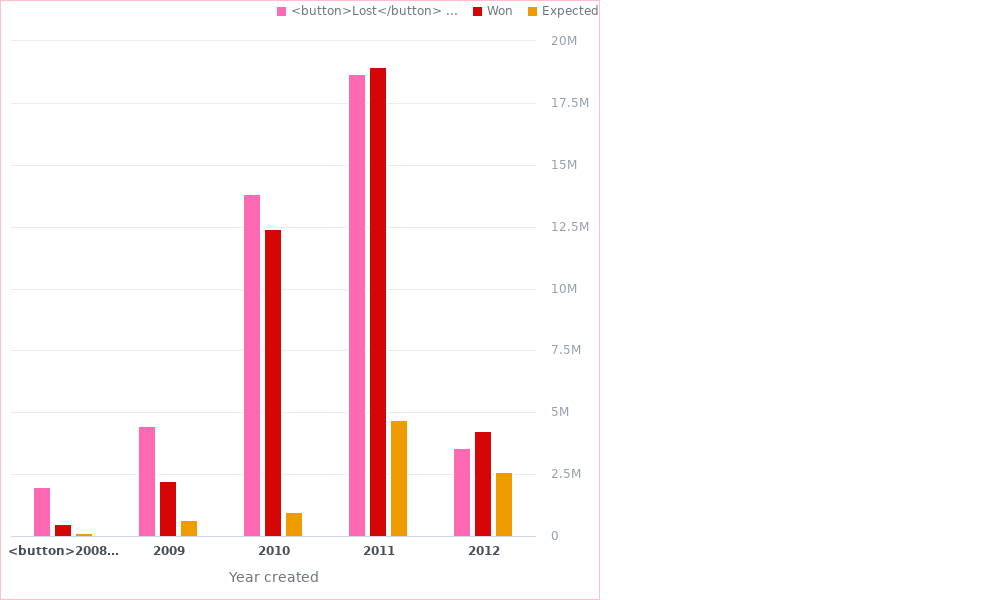 <button>Lost</button> ... Won Expected
20M
17.5M
15M
12.5M
10M
7.5M
5M
2.5M
0
<button>2008... 2009 2010 2011 2012
Year created